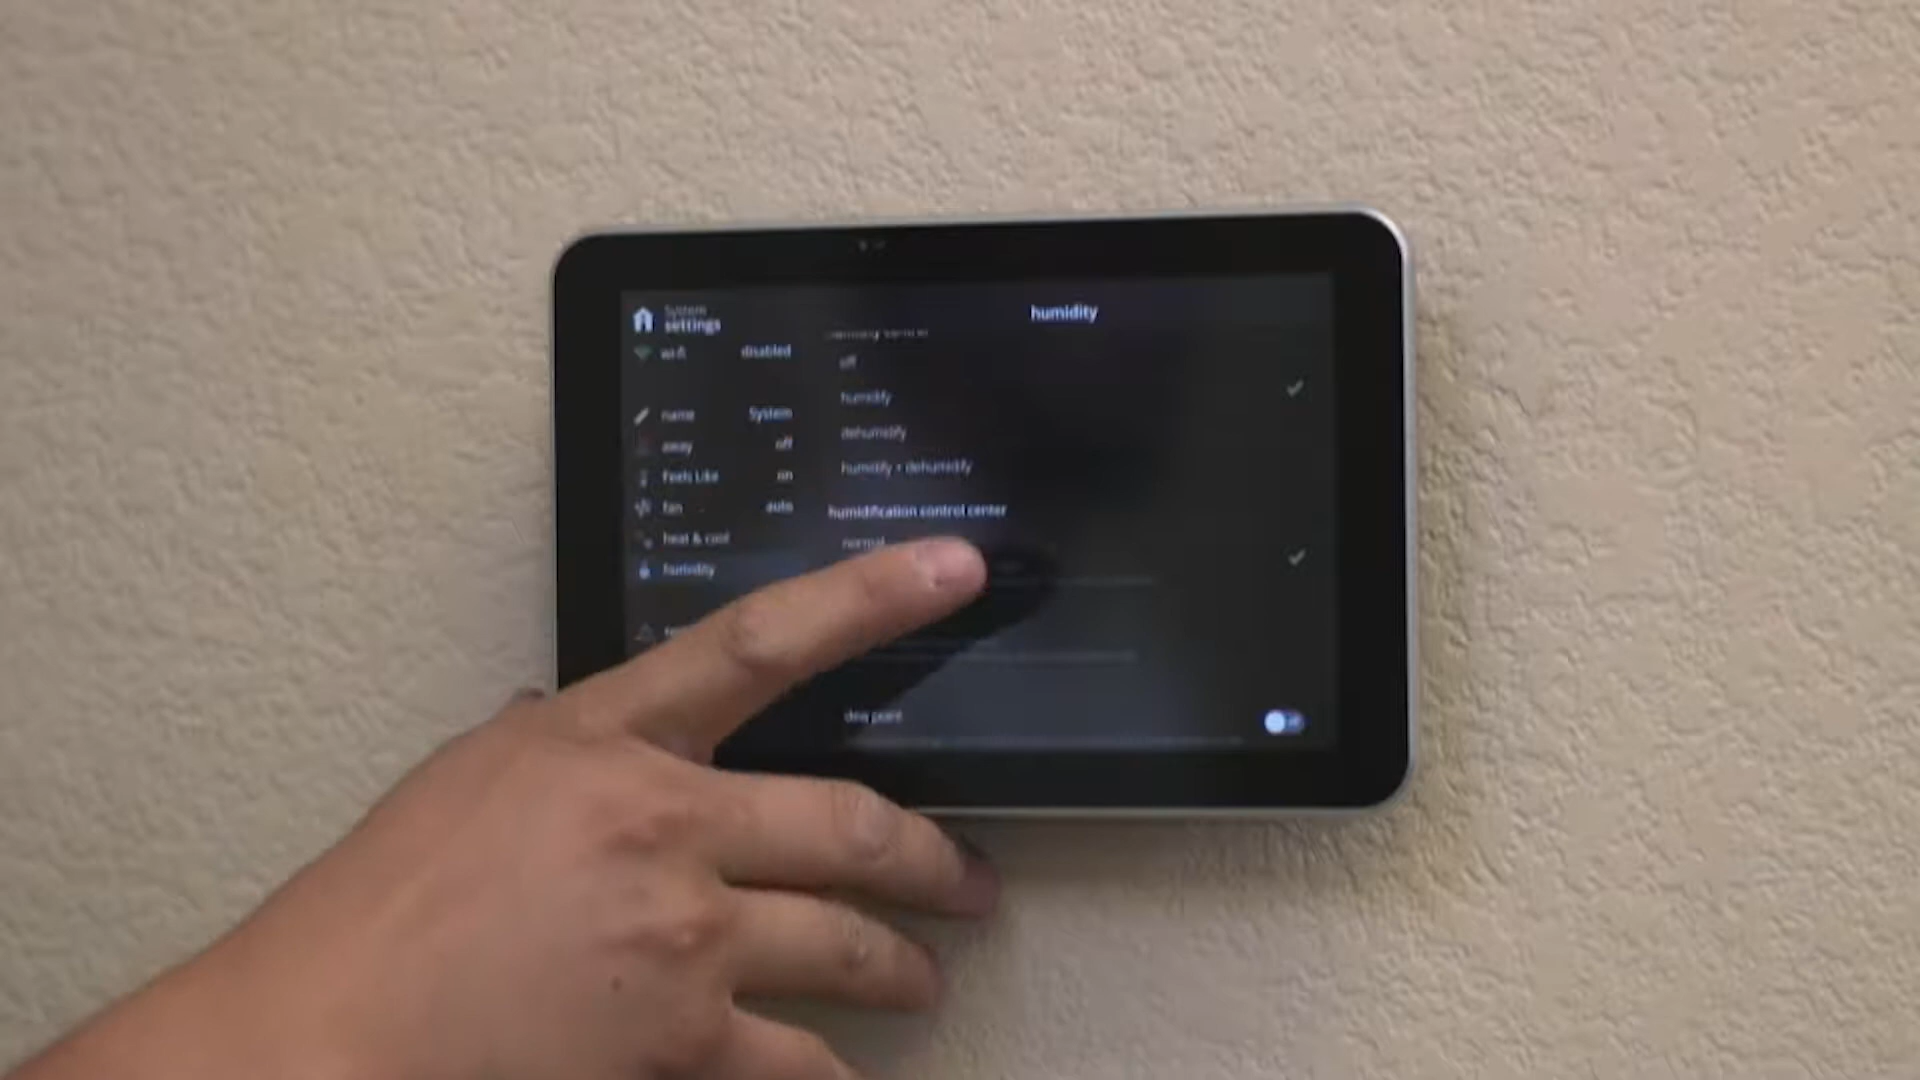 System
settings
humidity
wi-fi disabled
name System
away off
Feels Like on
fan auto
heat & cool
humidity
off
humidify
dehumidify
humidify + dehumidify
humidification control center
normal
dew point
off